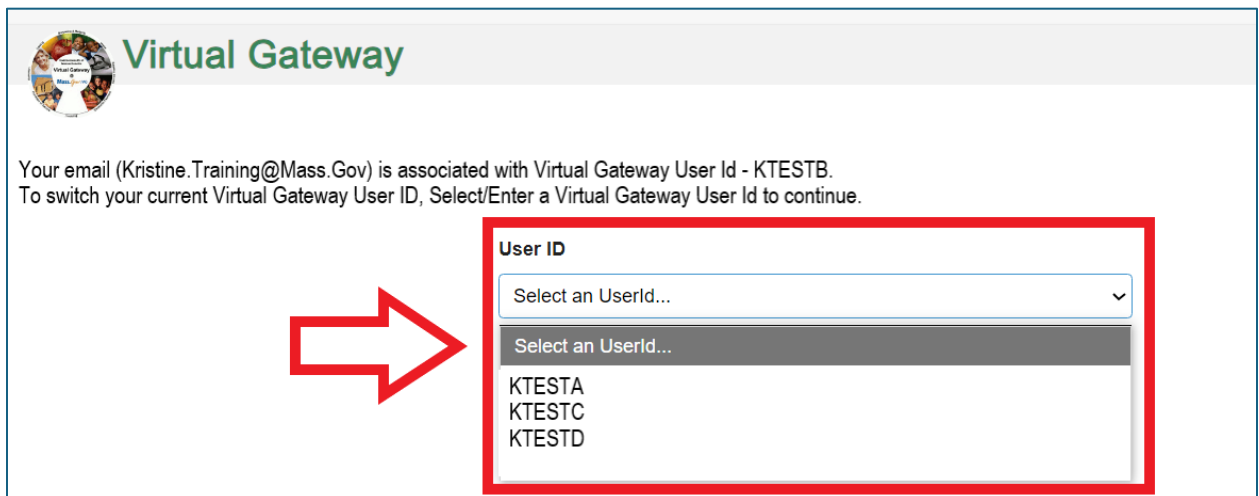 Virtual Gateway
Your email (Kristine.Training@Mass.Gov) is associated with Virtual Gateway User Id - KTESTB.
To switch your current Virtual Gateway User ID, Select/Enter a Virtual Gateway User Id to continue.
User ID
Select an UserId...
Select an UserId...
KTESTA
KTESTC
KTESTD